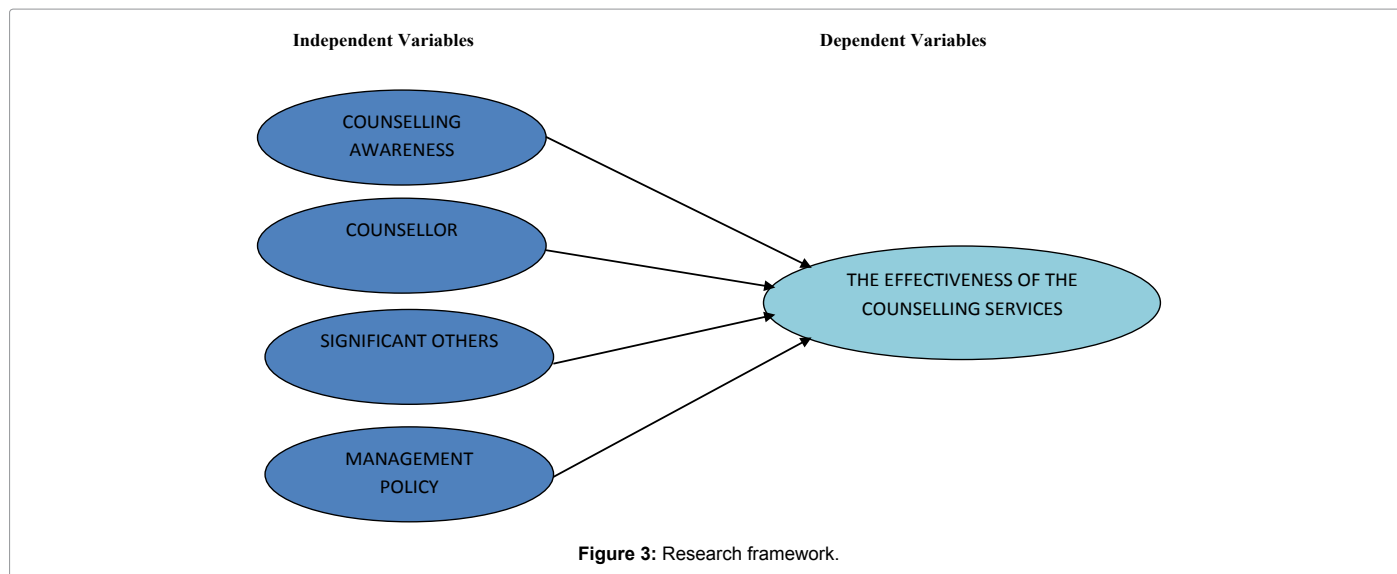 Independent Variables
Dependent Variables
COUNSELLING
AWARENESS
COUNSELLOR
SIGNIFICANT OTHERS
MANAGEMENT
POLICY
THE EFFECTIVENESS OF THE
COUNSELLING SERVICES
Figure 3: Research framework.